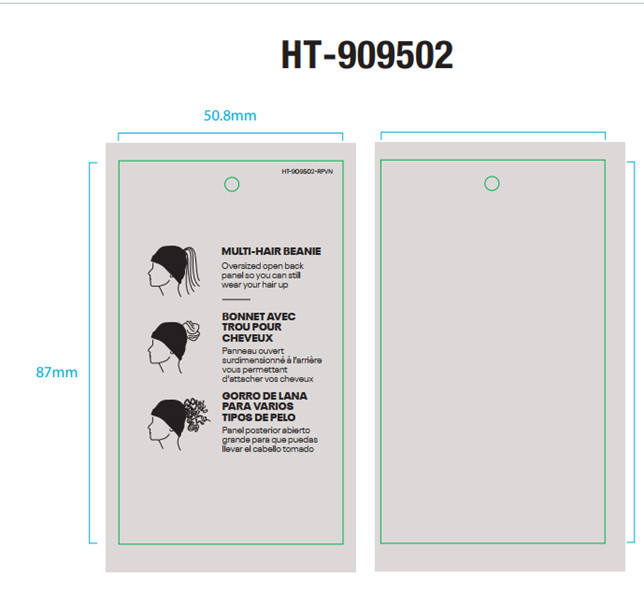 HT-909502
50.8mm
HT-909502-RPVN
MULTI-HAIR BEANIE
Oversized open back
panel so you can still
wear your hair up
BONNET AVEC
TROU POUR
CHEVEUX
Panneau ouvert
surdimensionné à l'arrière
vous permettant
d'attacher vos cheveux
87mm
GORRO DE LANA
PARA VARIOS
TIPOS DE PELO
Panel posterior abierto
grande para que puedas
llevar el cabello tomado